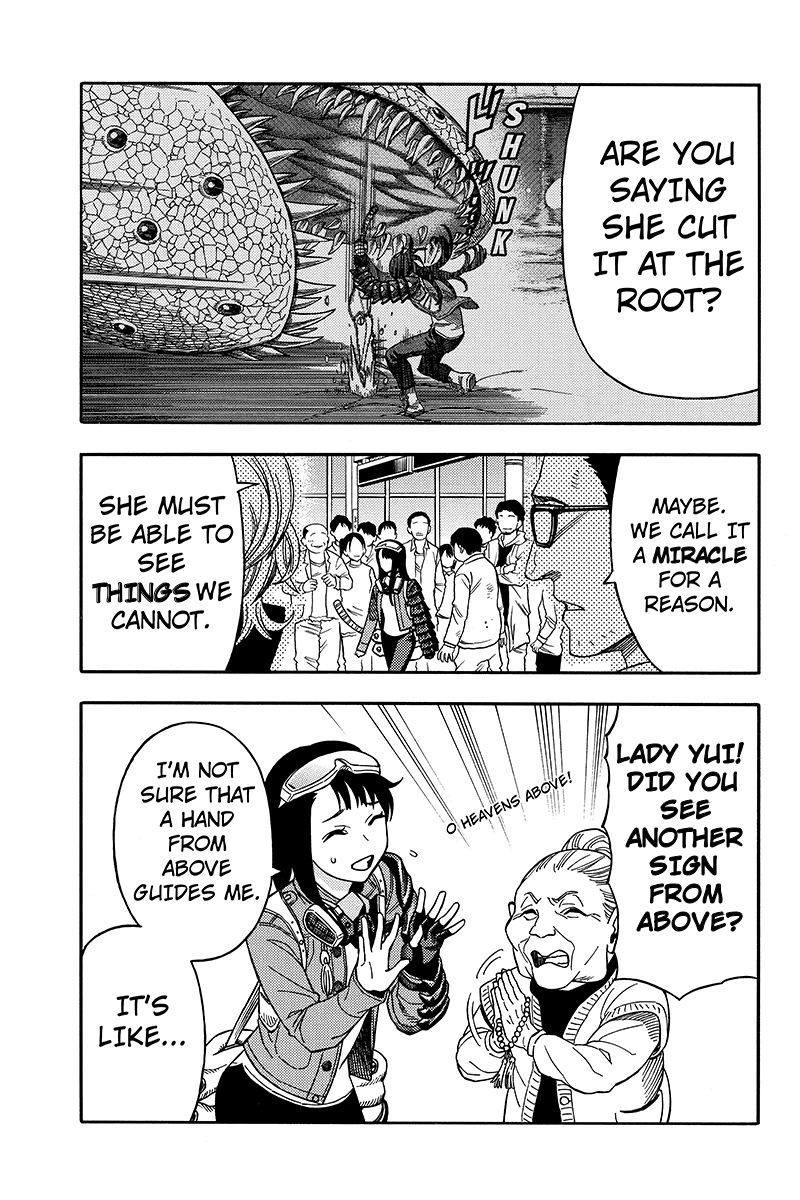 ARE YOU
SAYING
SHE CUT
IT AT THE
ROOT?
SHUNK
MAYBE.
WE CALL IT
A MIRACLE
FOR A
REASON.
SHE MUST
BE ABLE TO
SEE
THINGS WE
CANNOT.
LADY YUI!
DID YOU
SEE
ANOTHER
SIGN
FROM
ABOVE?
O HEAVENS ABOVE!
I'M NOT
SURE THAT
A HAND
FROM
ABOVE
GUIDES ME.
IT'S
LIKE...